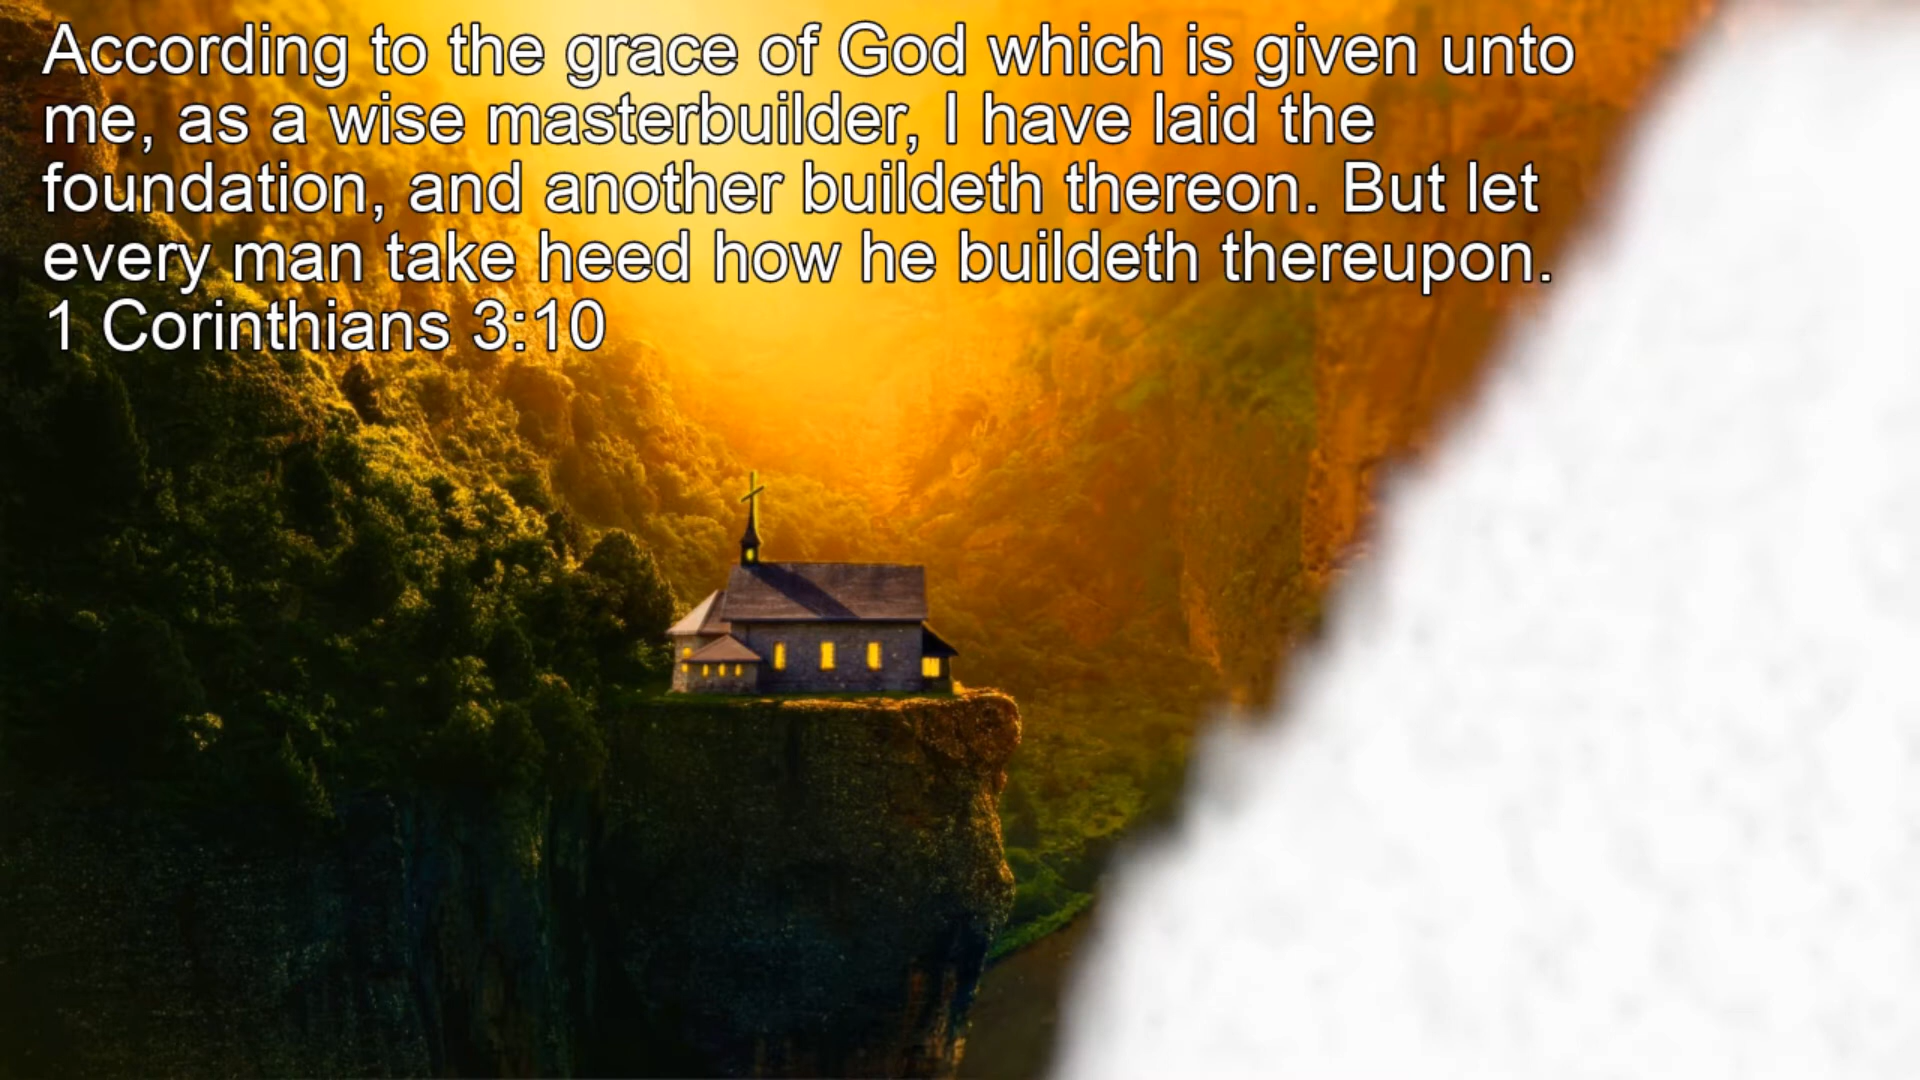 According to the grace of God which is given unto
me, as a wise masterbuilder, I have laid the
foundation, and another buildeth thereon. But let
every man take heed how he buildeth thereupon.
1 Corinthians 3:10